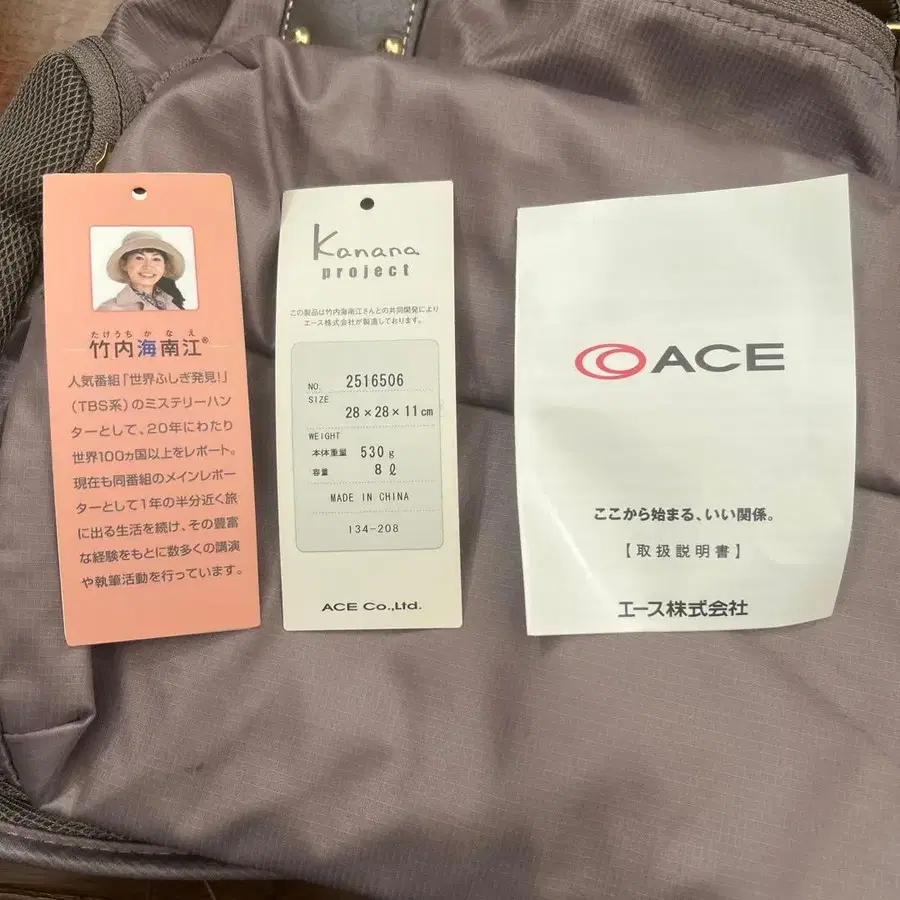 たけうち かなえ
竹内海南江®
人気番組「世界ふしぎ発見!」
(TBS系)のミステリーハン
ターとして、20年にわたり
世界100ヵ国以上をレポート。
現在も同番組のメインレポー
ターとして1年の半分近く旅
に出る生活を続け、その豊富
な経験をもとに数多くの講演
や執筆活動を行っています。
Kanana
project
この製品は竹内海南江さんとの共同開発により
エース株式会社が製造しております。
NO. 2516506
SIZE
28×28×11cm
WEIGHT
本体重量 530g
容量 8ℓ
MADE IN CHINA
134-208
ACE Co.,Ltd.
ACE
ここから始まる、いい関係。
【取扱説明書】
エース株式会社